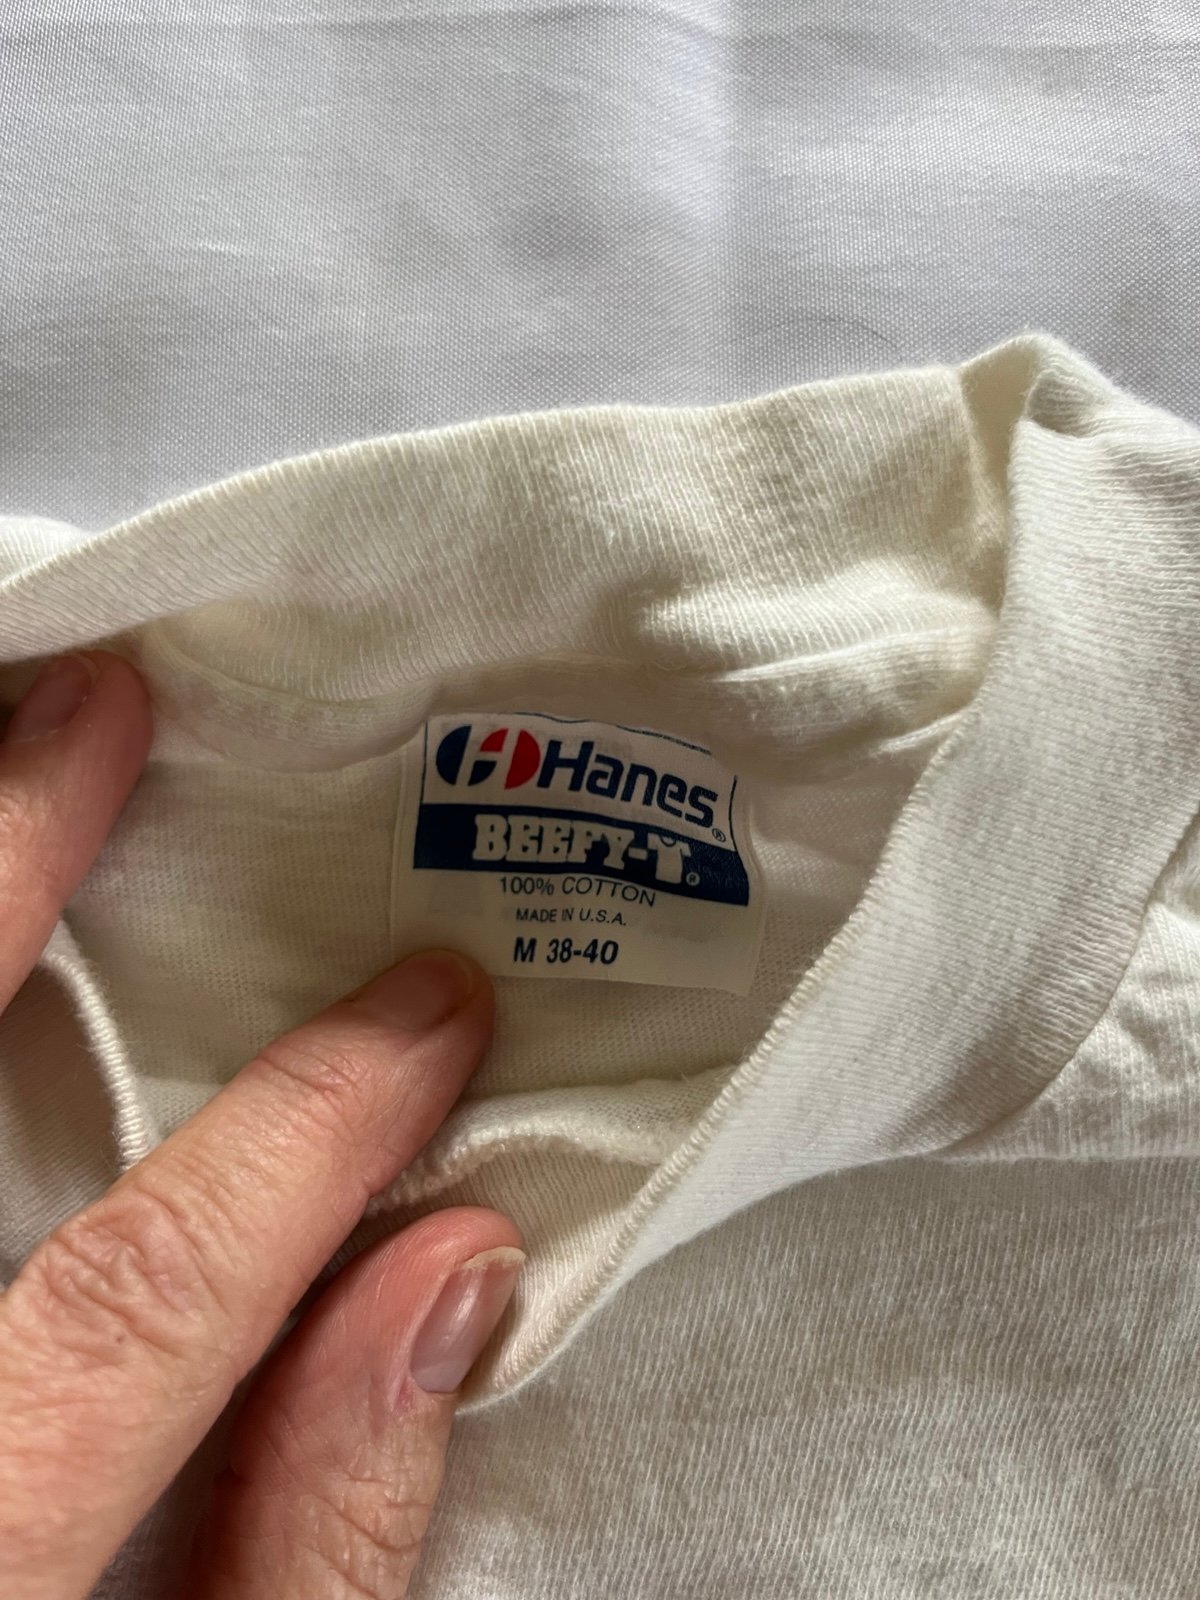 Hanes®
BEEFY-T®
100% COTTON
MADE IN U.S.A.
M 38-40